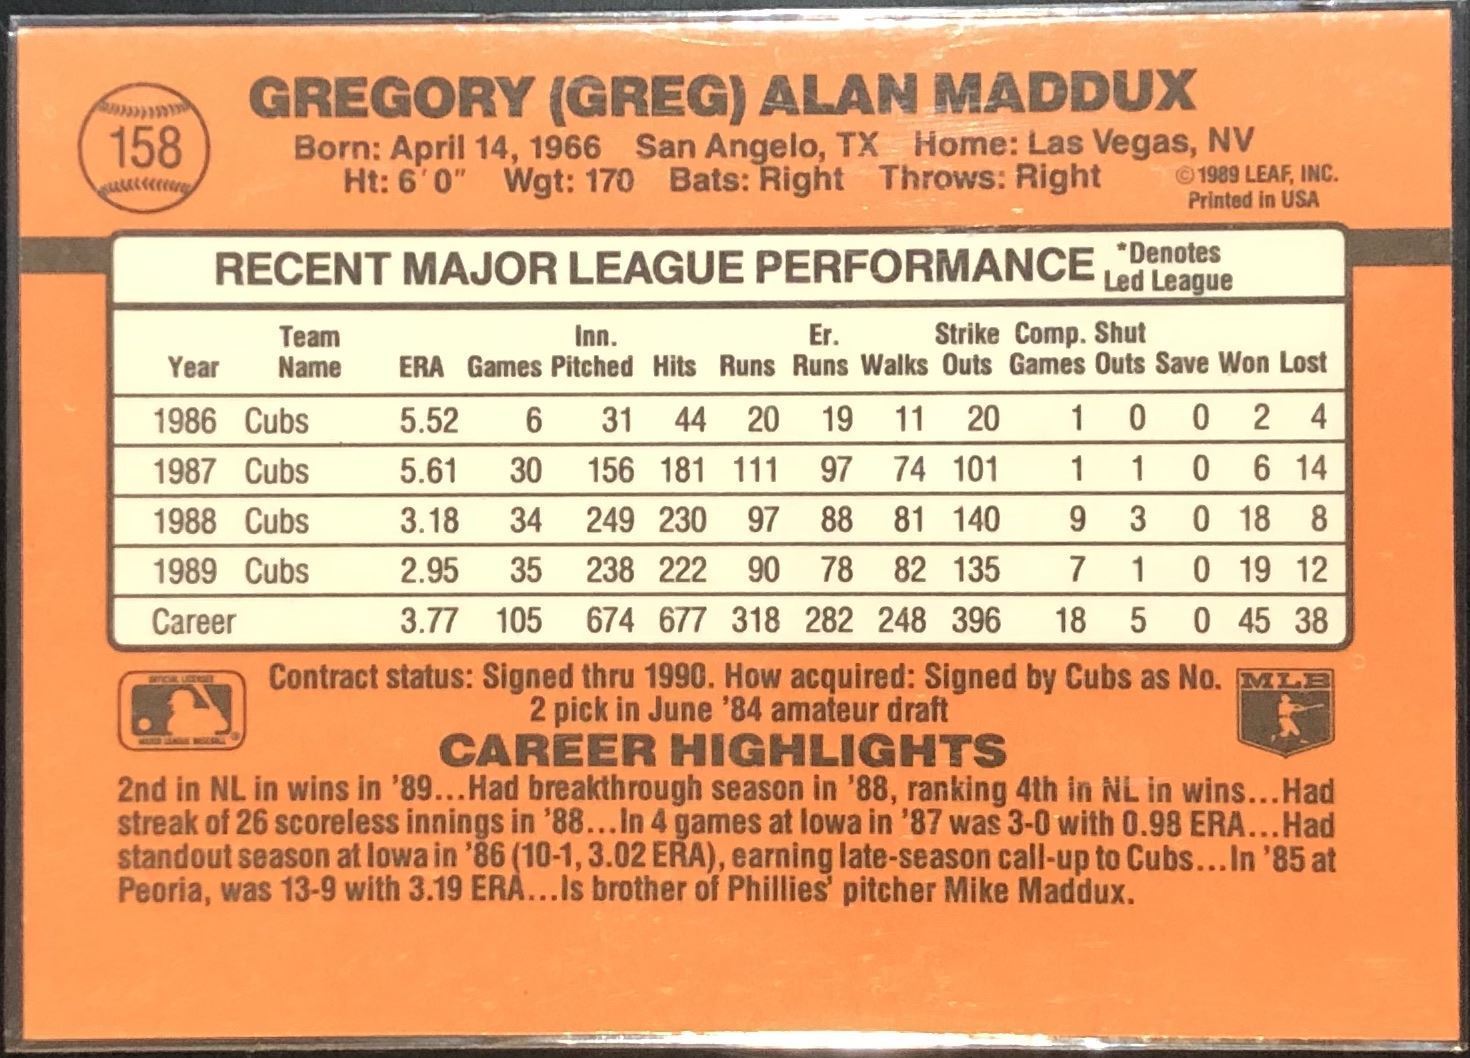 158
GREGORY (GREG) ALAN MADDUX
Born: April 14, 1966 San Angelo, TX Home: Las Vegas, NV
Ht: 6'0" Wgt: 170 Bats: Right Throws: Right
©1989 LEAF, INC.
Printed in USA
RECENT MAJOR LEAGUE PERFORMANCE
*Denotes
Led League
Team Inn. Er. Strike Comp. Shut
Year Name ERA Games Pitched Hits Runs Runs Walks Outs Games Outs Save Won Lost
1986 Cubs 5.52 6 31 44 20 19 11 20 1 0 0 2 4
1987 Cubs 5.61 30 156 181 111 97 74 101 1 1 0 6 14
1988 Cubs 3.18 34 249 230 97 88 81 140 9 3 0 18 8
1989 Cubs 2.95 35 238 222 90 78 82 135 7 1 0 19 12
Career 3.77 105 674 677 318 282 248 396 18 5 0 45 38
Contract status: Signed thru 1990. How acquired: Signed by Cubs as No.
2 pick in June '84 amateur draft
MLB
CAREER HIGHLIGHTS
2nd in NL in wins in '89...Had breakthrough season in '88, ranking 4th in NL in wins...Had
streak of 26 scoreless innings in '88...In 4 games at Iowa in '87 was 3-0 with 0.98 ERA...Had
standout season at Iowa in '86 (10-1, 3.02 ERA), earning late-season call-up to Cubs...In '85 at
Peoria, was 13-9 with 3.19 ERA...Is brother of Phillies' pitcher Mike Maddux.